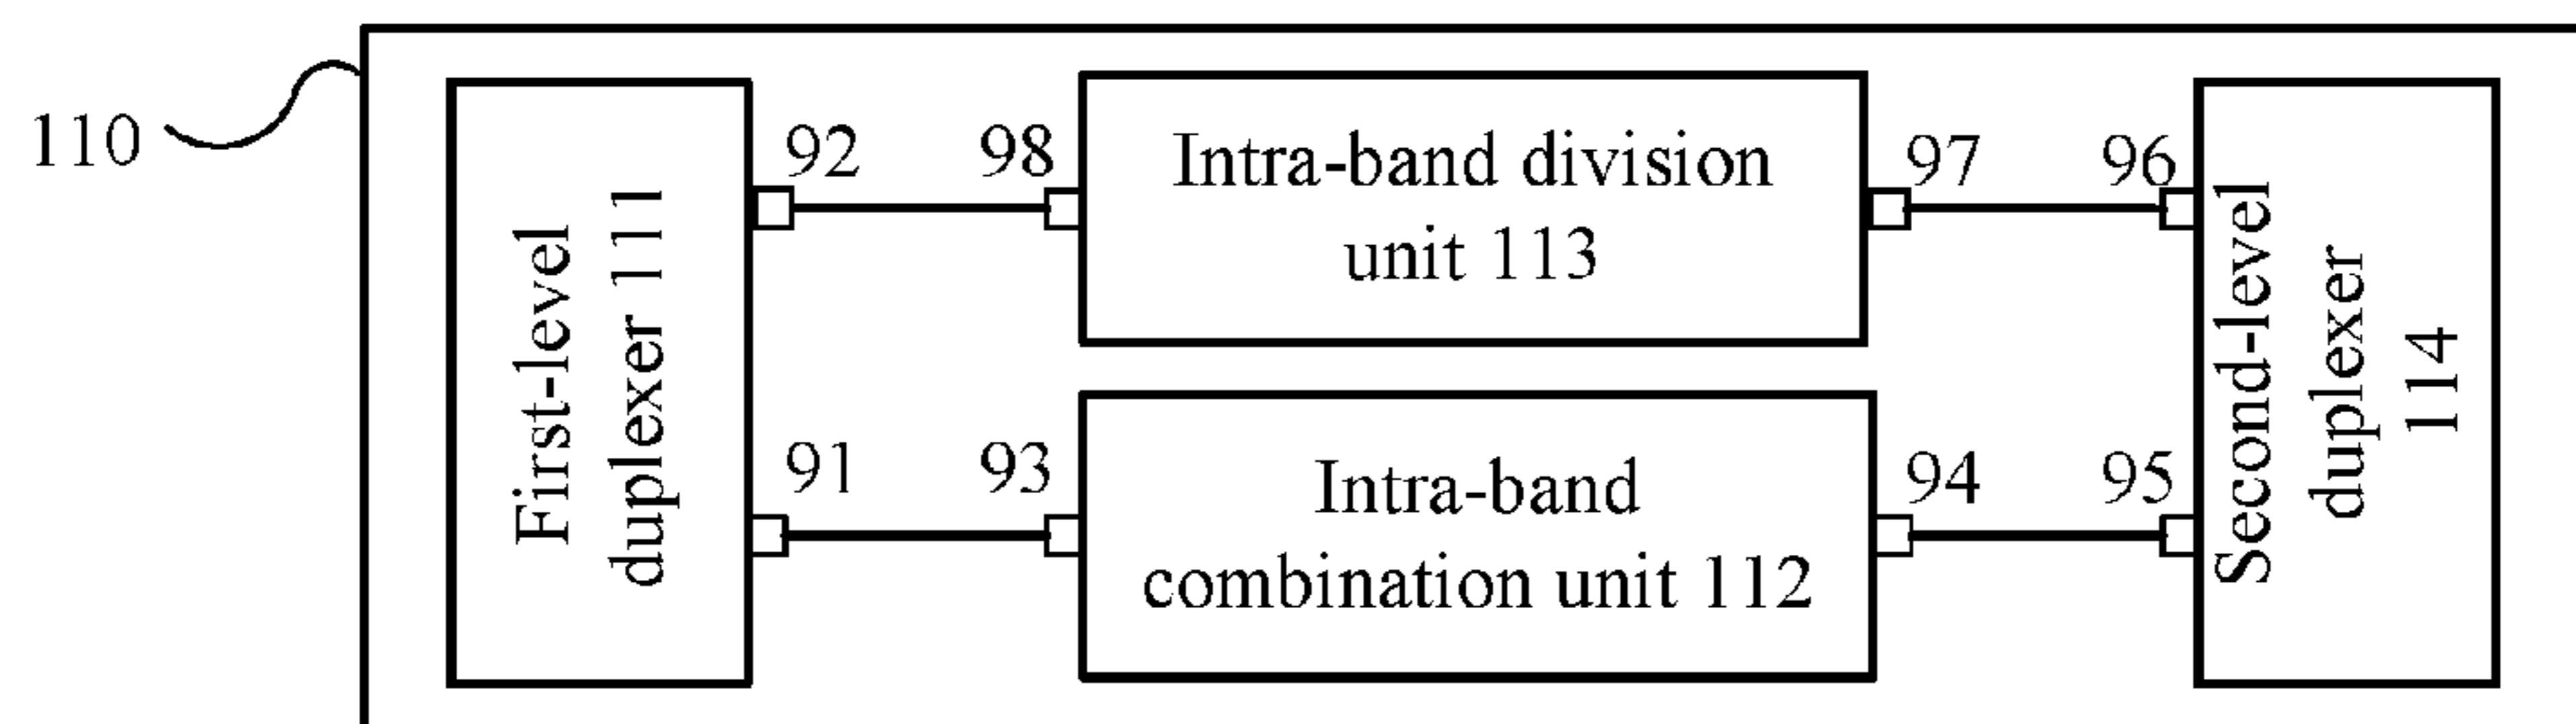 110
First-level
duplexer 111
92
98
Intra-band division
unit 113
97
96
91
93
Intra-band
combination unit 112
94
95
Second-level
duplexer
114